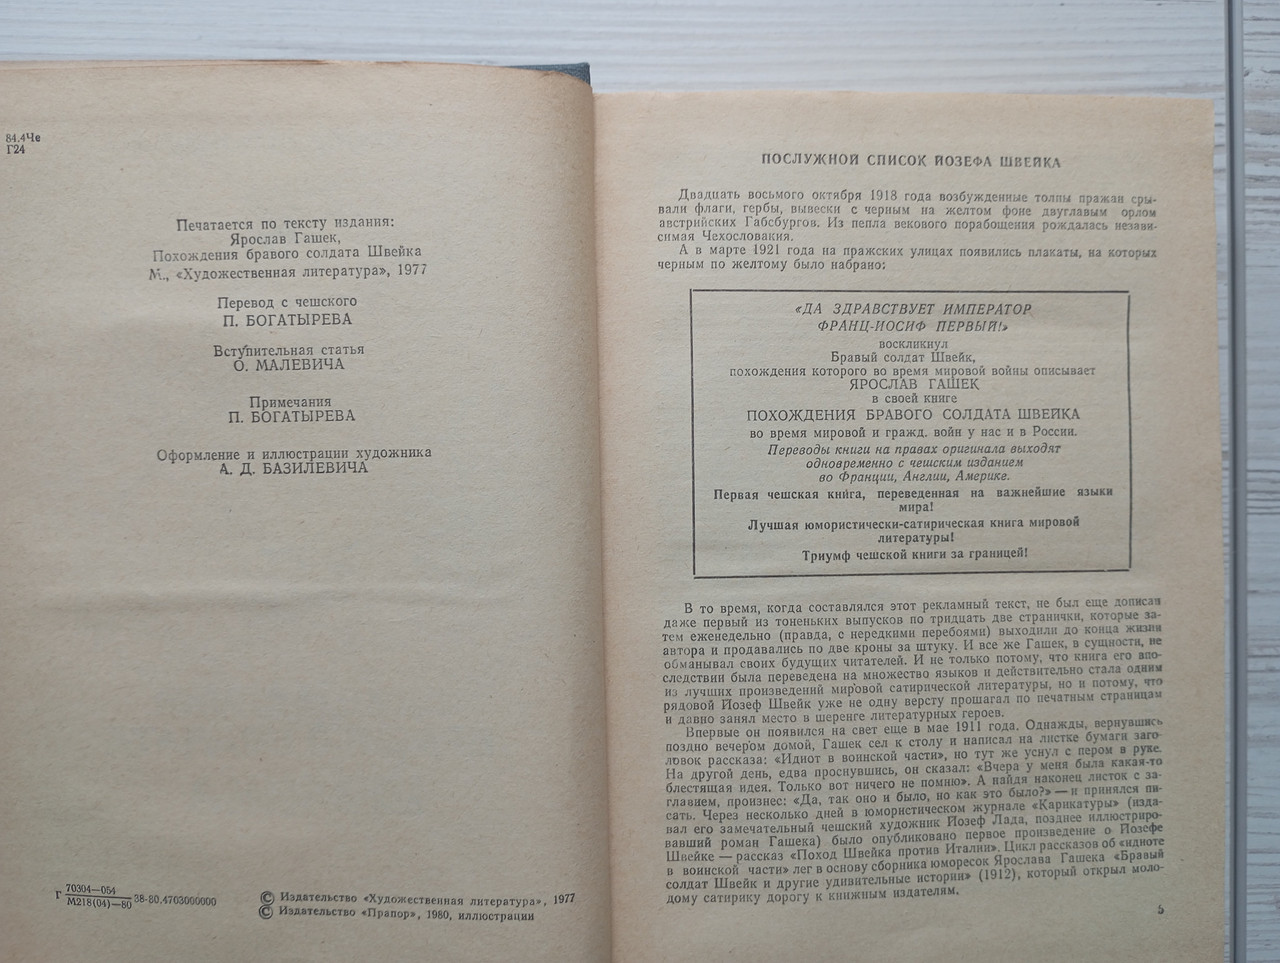 84.4Че
Г24
Печатается по тексту издания:
Ярослав Гашек,
Похождения бравого солдата Швейка
М., «Художественная литература», 1977
Перевод с чешского
П. БОГАТЫРЕВА
Вступительная статья
О. МАЛЕВИЧА
Примечания
П. БОГАТЫРЕВА
Оформление и иллюстрации художника
А. Д. БАЗИЛЕВИЧА
Г 70304—054
М218(04)—80 38-80.4703000000
© Издательство «Художественная литература», 1977
© Издательство «Прапор», 1980, иллюстрации
ПОСЛУЖНОЙ СПИСОК ЙОЗЕФА ШВЕЙКА
Двадцать восьмого октября 1918 года возбужденные толпы пражан сры-
вали флаги, гербы, вывески с черным на желтом фоне двуглавым орлом
австрийских Габсбургов. Из пепла векового порабощения рождалась незави-
симая Чехословакия.
А в марте 1921 года на пражских улицах появились плакаты, на которых
черным по желтому было набрано:
«ДА ЗДРАВСТВУЕТ ИМПЕРАТОР
ФРАНЦ-ИОСИФ ПЕРВЫЙ!»
воскликнул
Бравый солдат Швейк,
похождения которого во время мировой войны описывает
ЯРОСЛАВ ГАШЕК
в своей книге
ПОХОЖДЕНИЯ БРАВОГО СОЛДАТА ШВЕЙКА
во время мировой и гражд. войн у нас и в России.
Переводы книги на правах оригинала выходят
одновременно с чешским изданием
во Франции, Англии, Америке.
Первая чешская книга, переведенная на важнейшие языки
мира!
Лучшая юмористически-сатирическая книга мировой
литературы!
Триумф чешской книги за границей!
В то время, когда составлялся этот рекламный текст, не был еще дописан
даже первый из тоненьких выпусков по тридцать две странички, которые за-
тем еженедельно (правда, с нередкими перебоями) выходили до конца жизни
автора и продавались по две кроны за штуку. И все же Гашек, в сущности, не
обманывал своих будущих читателей. И не только потому, что книга его впо-
следствии была переведена на множество языков и действительно стала одним
из лучших произведений мировой сатирической литературы, но и потому, что
рядовой Йозеф Швейк уже не одну версту прошагал по печатным страницам
и давно занял место в шеренге литературных героев.
Впервые он появился на свет еще в мае 1911 года. Однажды, вернувшись
поздно вечером домой, Гашек сел к столу и написал на листке бумаги заго-
ловок рассказа: «Идиот в воинской части», но тут же уснул с пером в руке.
На другой день, едва проснувшись, он сказал: «Вчера у меня была какая-то
блестящая идея. Только вот ничего не помню». А найдя наконец листок с за-
главием, произнес: «Да, так оно и было, но как это было?» — и принялся пи-
сать. Через несколько дней в юмористическом журнале «Карикатуры» (изда-
вал его замечательный чешский художник Йозеф Лада, позднее иллюстриро-
вавший роман Гашека) было опубликовано первое произведение о Йозефе
Швейке — рассказ «Поход Швейка против Италии». Цикл рассказов об «идиоте
в воинской части» лег в основу сборника юморесок Ярослава Гашека «Бравый
солдат Швейк и другие удивительные истории» (1912), который открыл моло-
дому сатирику дорогу к книжным издателям.
5